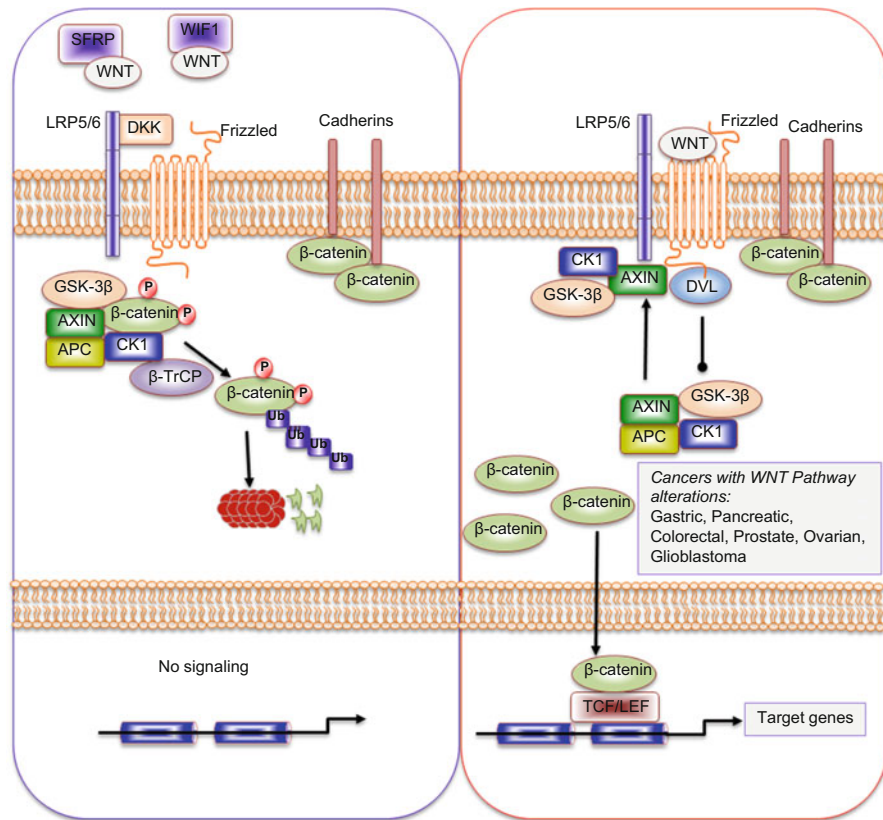 SFRP
WNT
WIF1
WNT
LRP5/6
DKK
Frizzled
Cadherins
β-catenin
β-catenin
GSK-3β
P
β-catenin
P
AXIN
APC
CK1
β-TrCP
P
β-catenin
P
Ub
Ub
Ub
Ub
No signaling
LRP5/6
WNT
Frizzled
Cadherins
β-catenin
β-catenin
CK1
GSK-3β
AXIN
DVL
AXIN
GSK-3β
APC
CK1
β-catenin
β-catenin
β-catenin
Cancers with WNT Pathway
alterations:
Gastric, Pancreatic,
Colorectal, Prostate, Ovarian,
Glioblastoma
β-catenin
TCF/LEF
Target genes